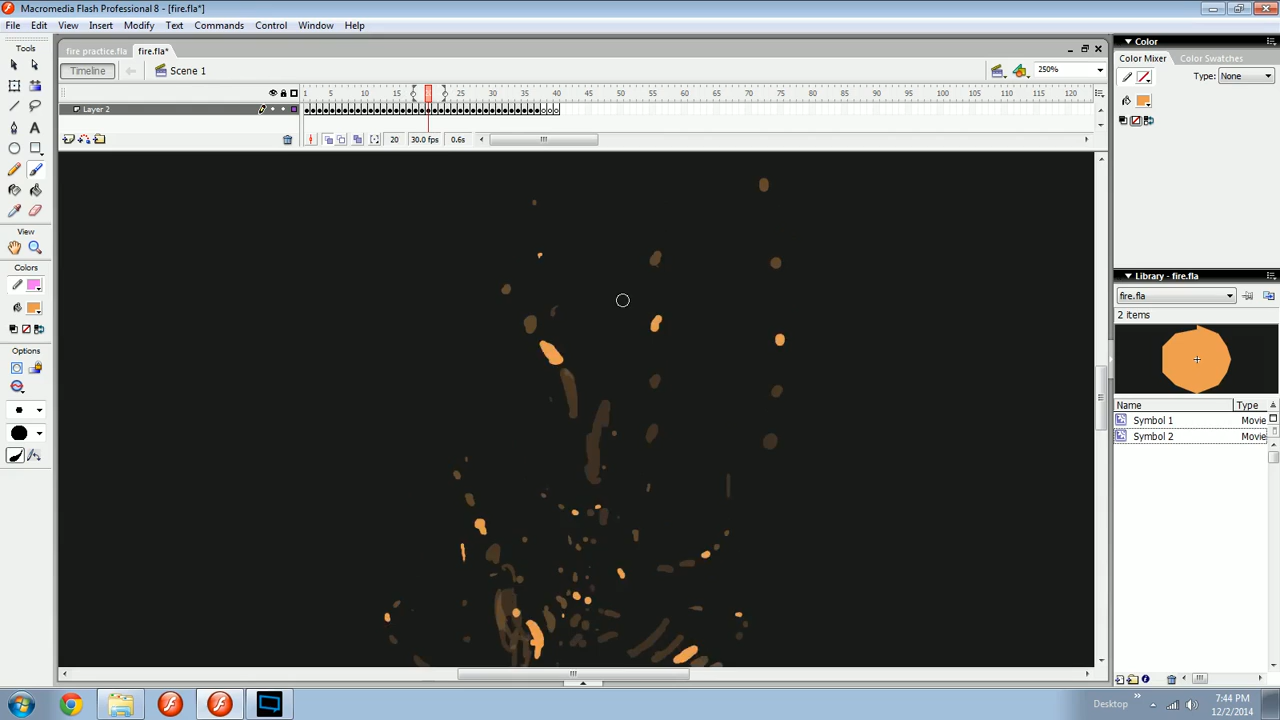 Macromedia Flash Professional 8 - [fire.fla*]
File Edit View Insert Modify Text Commands Control Window Help
Tools
fire practice.fla fire.fla*
Timeline Scene 1 250%
1 5 10 15 25 30 35 40 45 50 55 60 65 70 75 80 85 90 95 100 105 110 115 120
Layer 2
20 30.0 fps 0.6s
View
Colors
Options
Color
Color Mixer Color Swatches
Type: None
Library - fire.fla
fire.fla
2 items
Name Type
Symbol 1 Movie
Symbol 2 Movie
Desktop
7:44 PM
12/2/2014